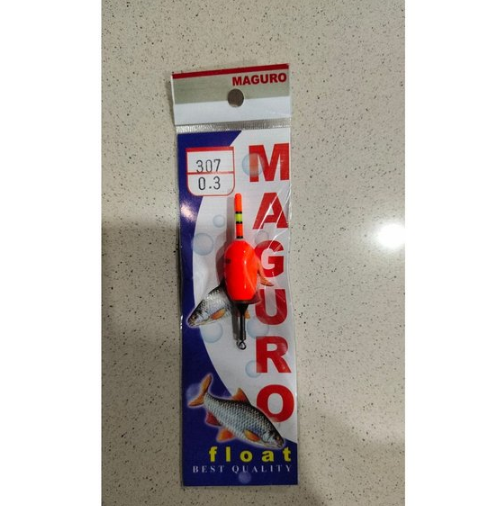 MAGURO
307
0.3
MAGURO
float
BEST QUALITY